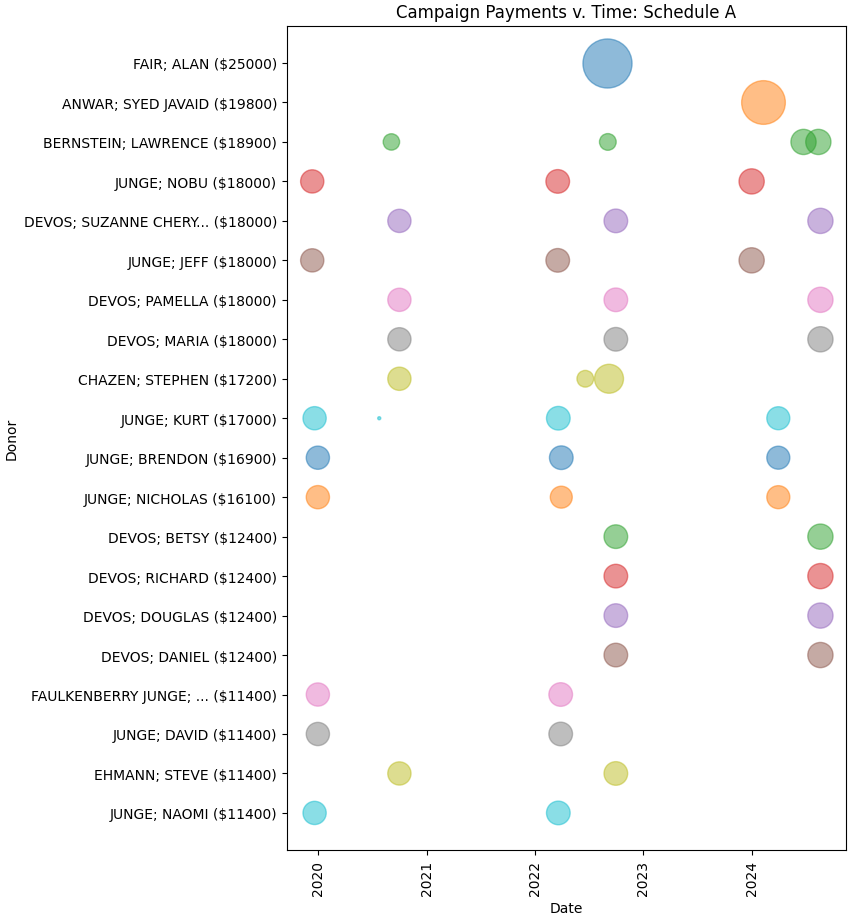 Campaign Payments v. Time: Schedule A
FAIR; ALAN ($25000)
ANWAR; SYED JAVAID ($19800)
BERNSTEIN; LAWRENCE ($18900)
JUNGE; NOBU ($18000)
DEVOS; SUZANNE CHERY... ($18000)
JUNGE; JEFF ($18000)
DEVOS; PAMELLA ($18000)
DEVOS; MARIA ($18000)
CHAZEN; STEPHEN ($17200)
JUNGE; KURT ($17000)
JUNGE; BRENDON ($16900)
JUNGE; NICHOLAS ($16100)
DEVOS; BETSY ($12400)
DEVOS; RICHARD ($12400)
DEVOS; DOUGLAS ($12400)
DEVOS; DANIEL ($12400)
FAULKENBERRY JUNGE; ... ($11400)
JUNGE; DAVID ($11400)
EHMANN; STEVE ($11400)
JUNGE; NAOMI ($11400)
Donor
2020
2021
2022
2023
2024
Date